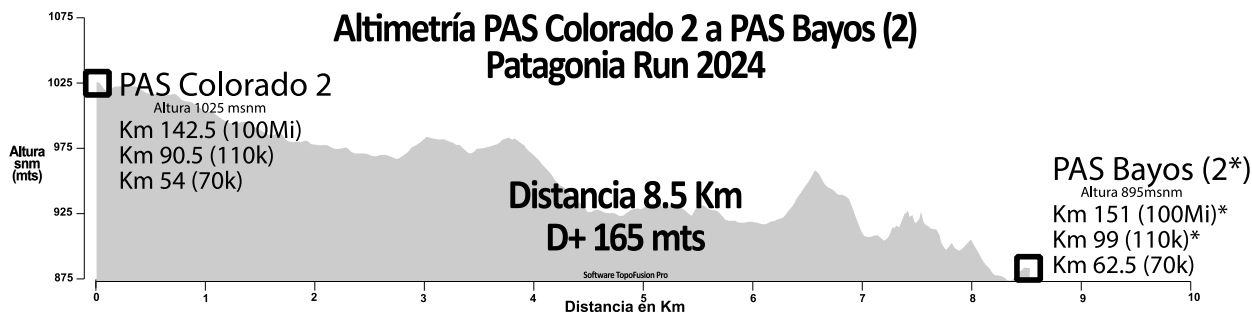 Altimetría PAS Colorado 2 a PAS Bayos (2)
Patagonia Run 2024
1075
1025
975
925
875
Altura
snm
(mts)
PAS Colorado 2
Altura 1025 msnm
Km 142.5 (100Mi)
Km 90.5 (110k)
Km 54 (70k)
Distancia 8.5 Km
D+ 165 mts
Software TopoFusion Pro
PAS Bayos (2*)
Altura 895msnm
Km 151 (100Mi)*
Km 99 (110k)*
Km 62.5 (70k)
0 1 2 3 4 5 6 7 8 9 10
Distancia en Km